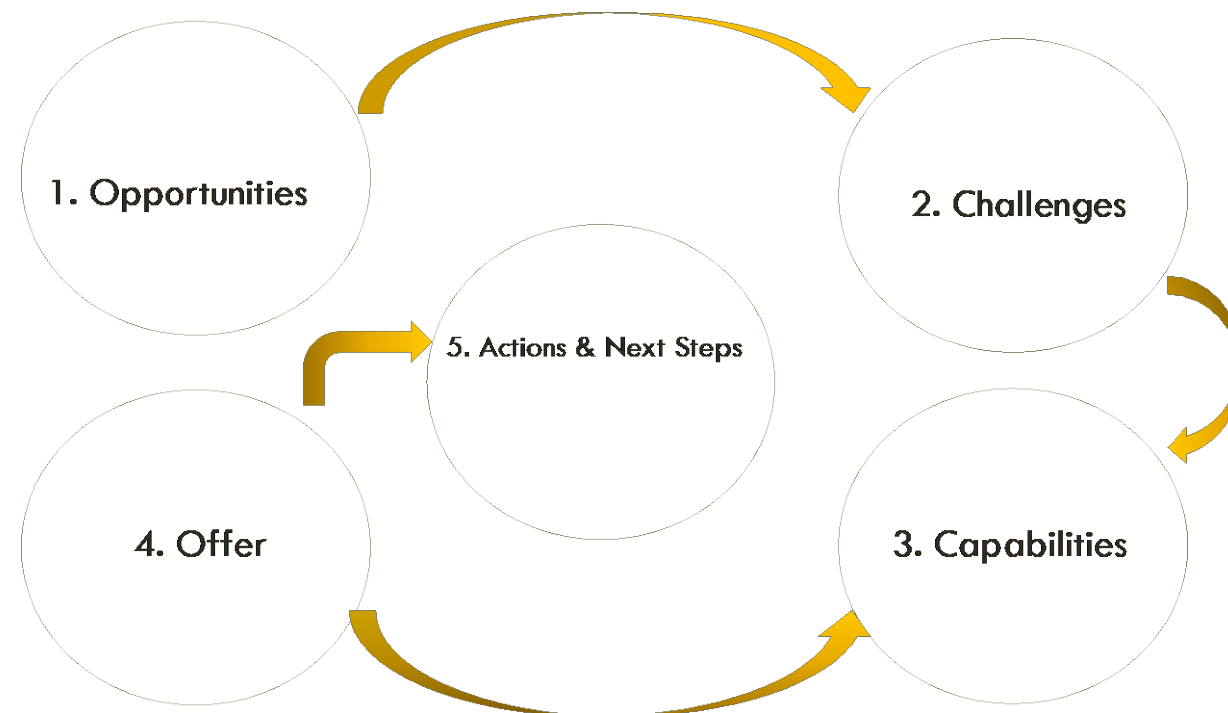 1. Opportunities
2. Challenges
5. Actions & Next Steps
4. Offer
3. Capabilities